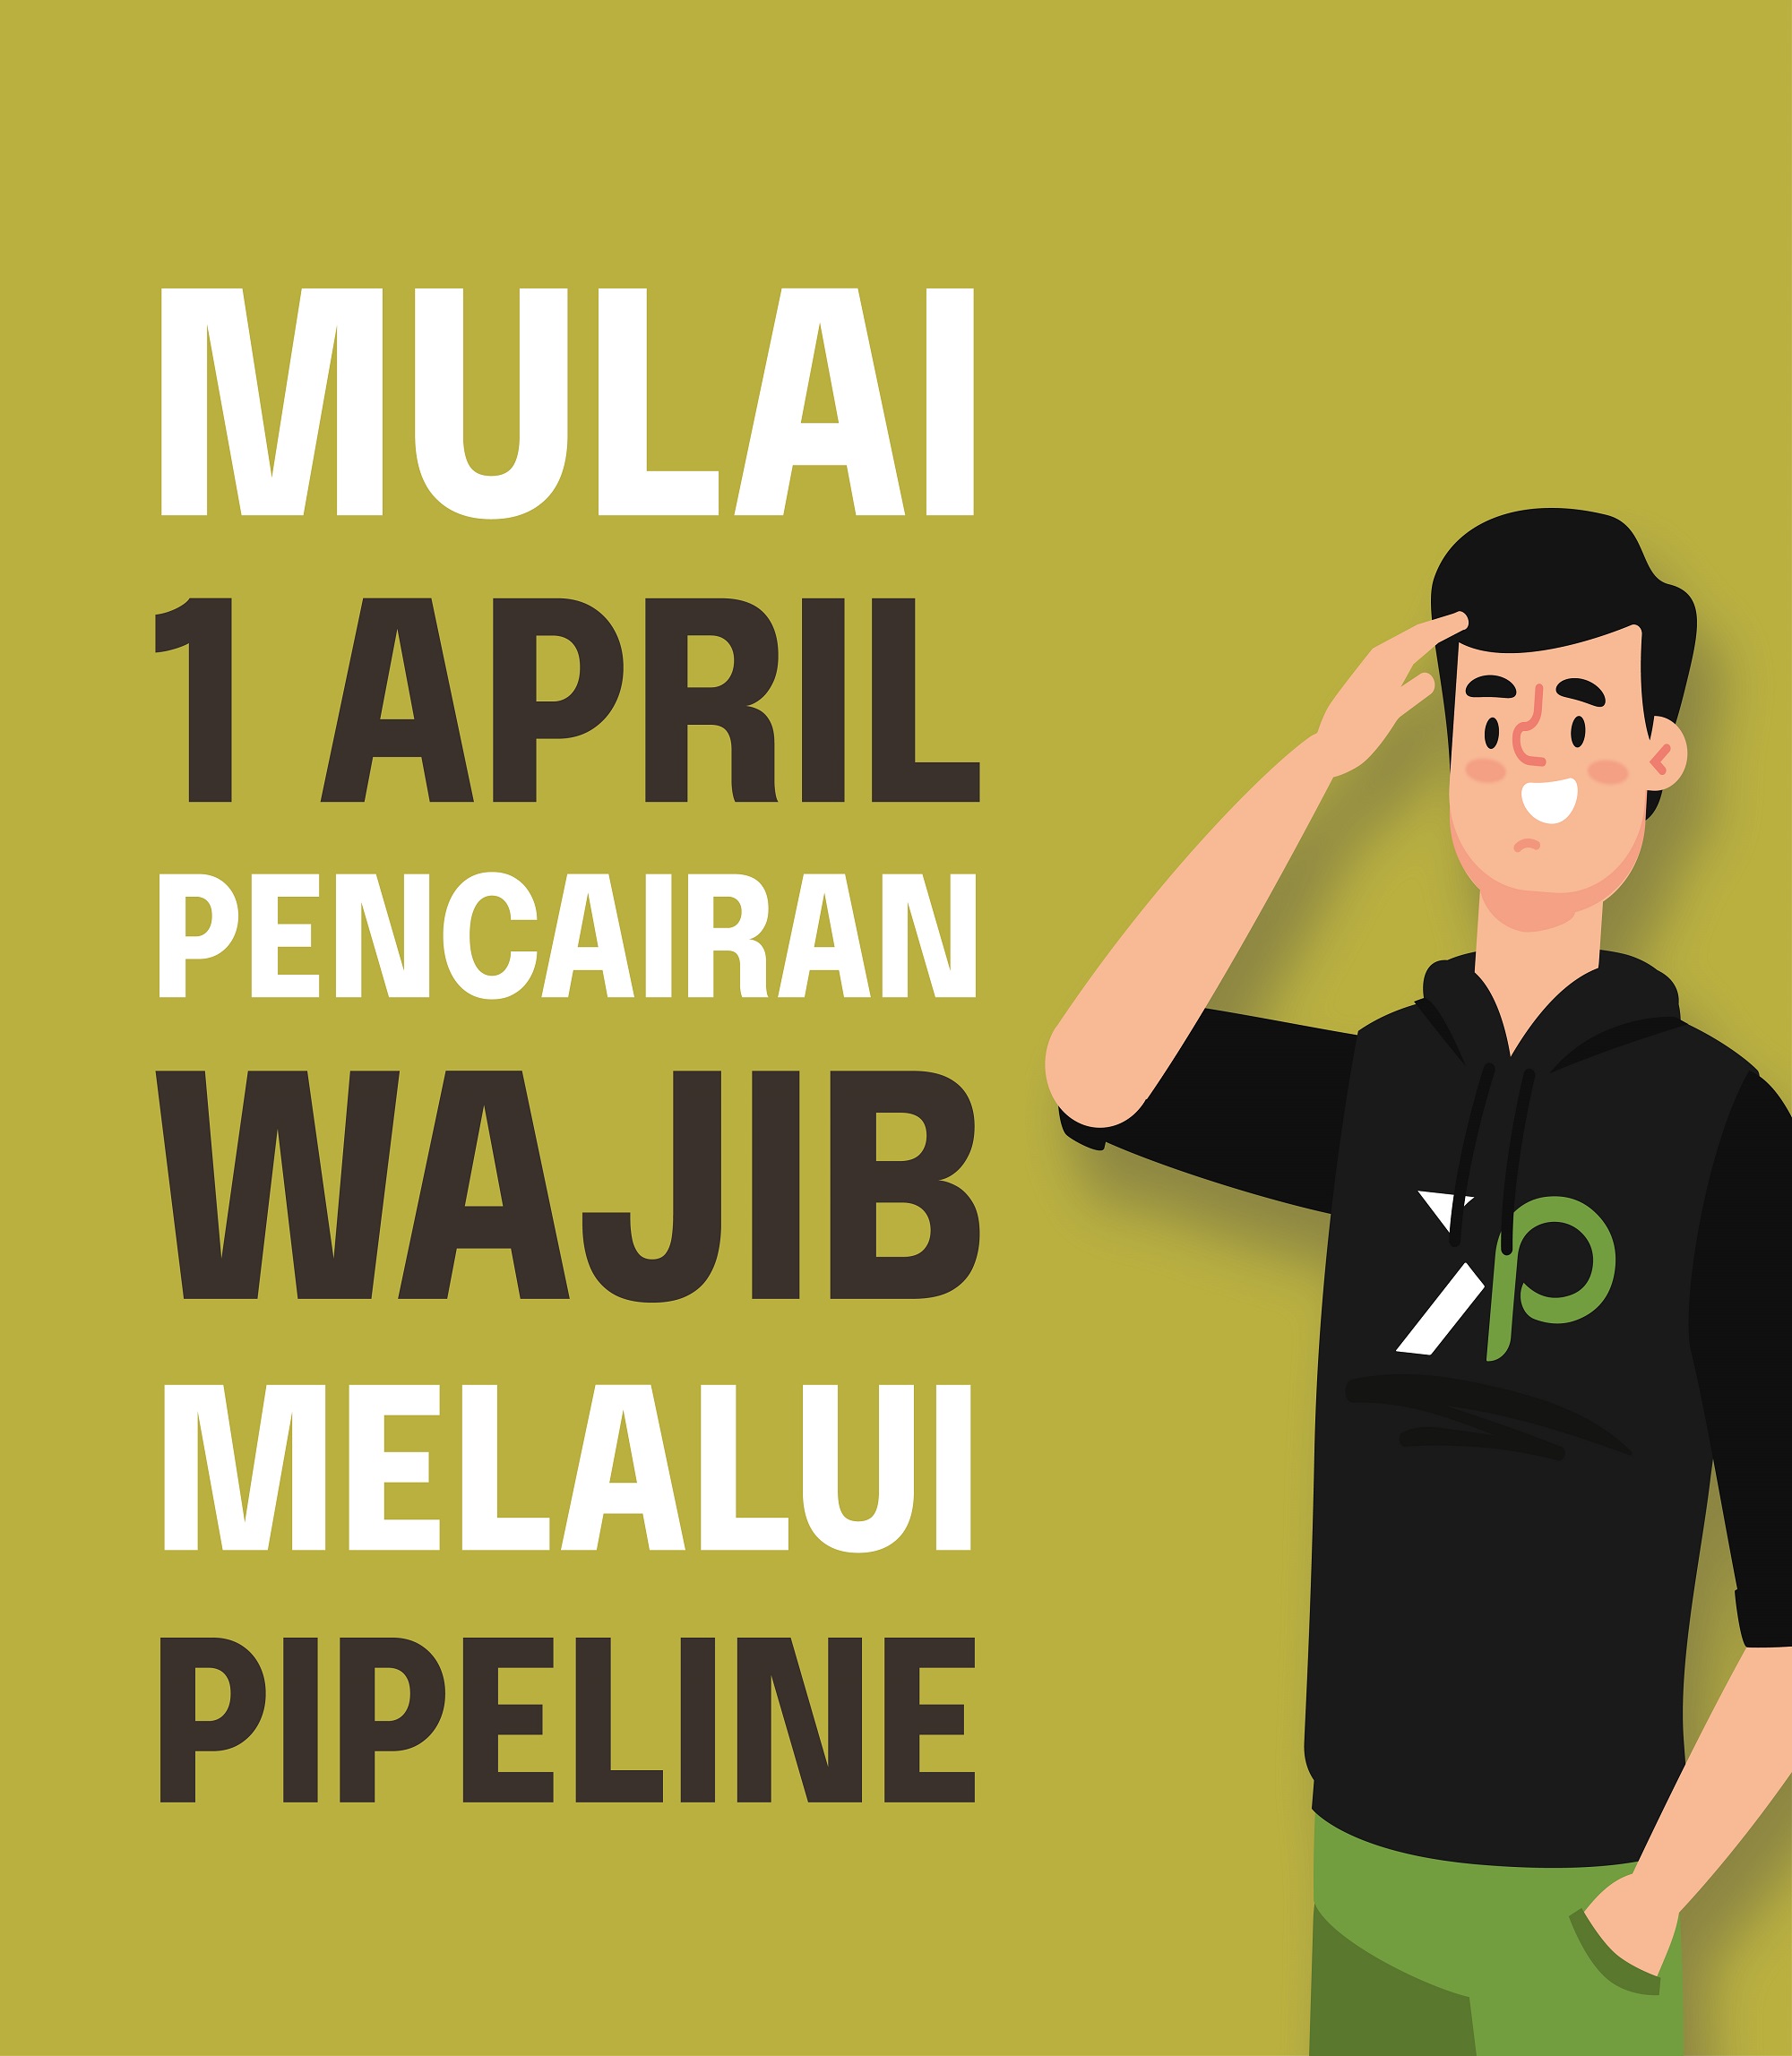 MULAI
1 APRIL
PENCAIRAN
WAJIB
MELALUI
PIPELINE